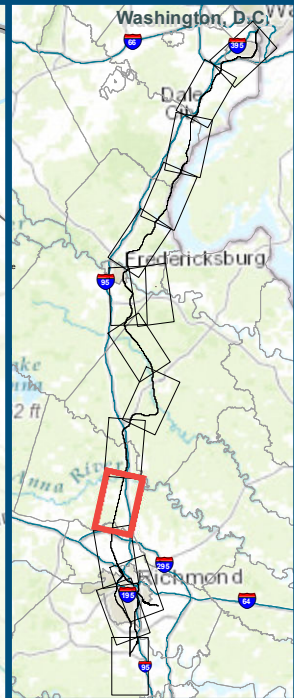 Washington, D.C.
66
395
Dale
City
Fredericksburg
95
2 ft
Anna River
295
Richmond
195
64
95